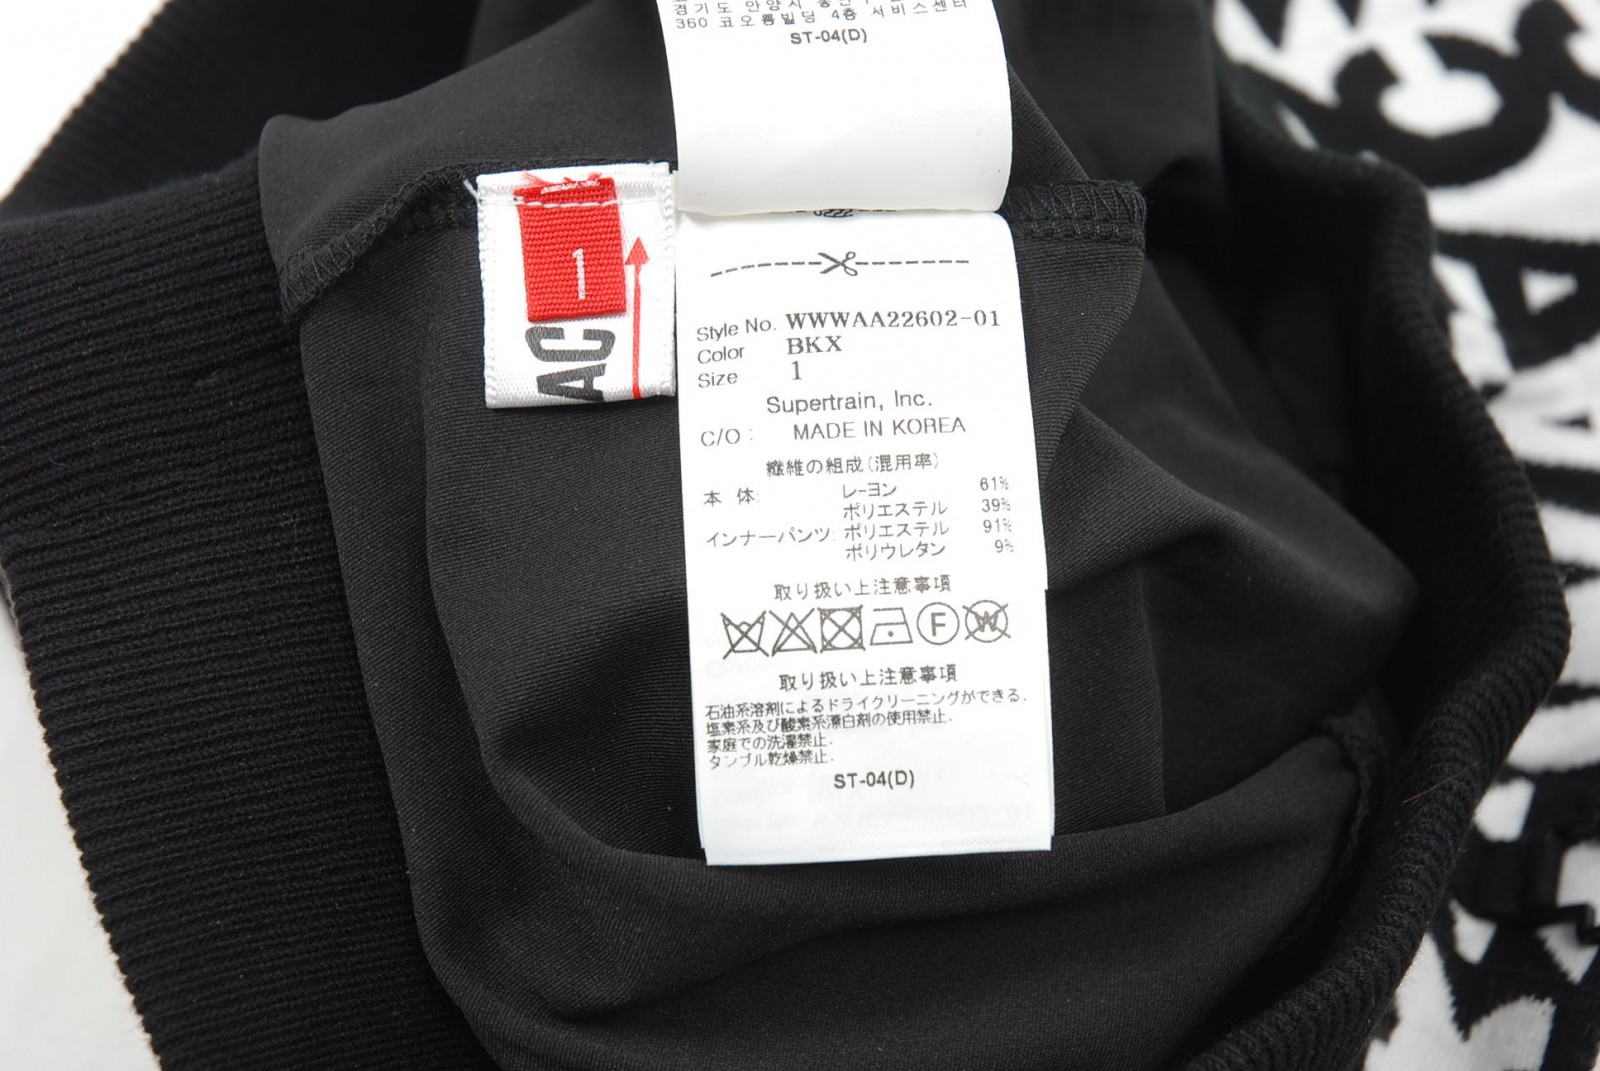 360 코오롱빌딩 4층 서비스센터
ST-04(D)
1
AC
Style No. WWWAA22602-01
Color BKX
Size 1
Supertrain, Inc.
C/O : MADE IN KOREA
繊維の組成(混用率)
本 体: レーヨン 61%
ポリエステル 39%
インナーパンツ: ポリエステル 91%
ポリウレタン 9%
取り扱い上注意事項
F W
取り扱い上注意事項
石油系溶剤によるドライクリーニングができる.
塩素系及び酸素系漂白剤の使用禁止.
家庭での洗濯禁止.
タンブル乾燥禁止.
ST-04(D)